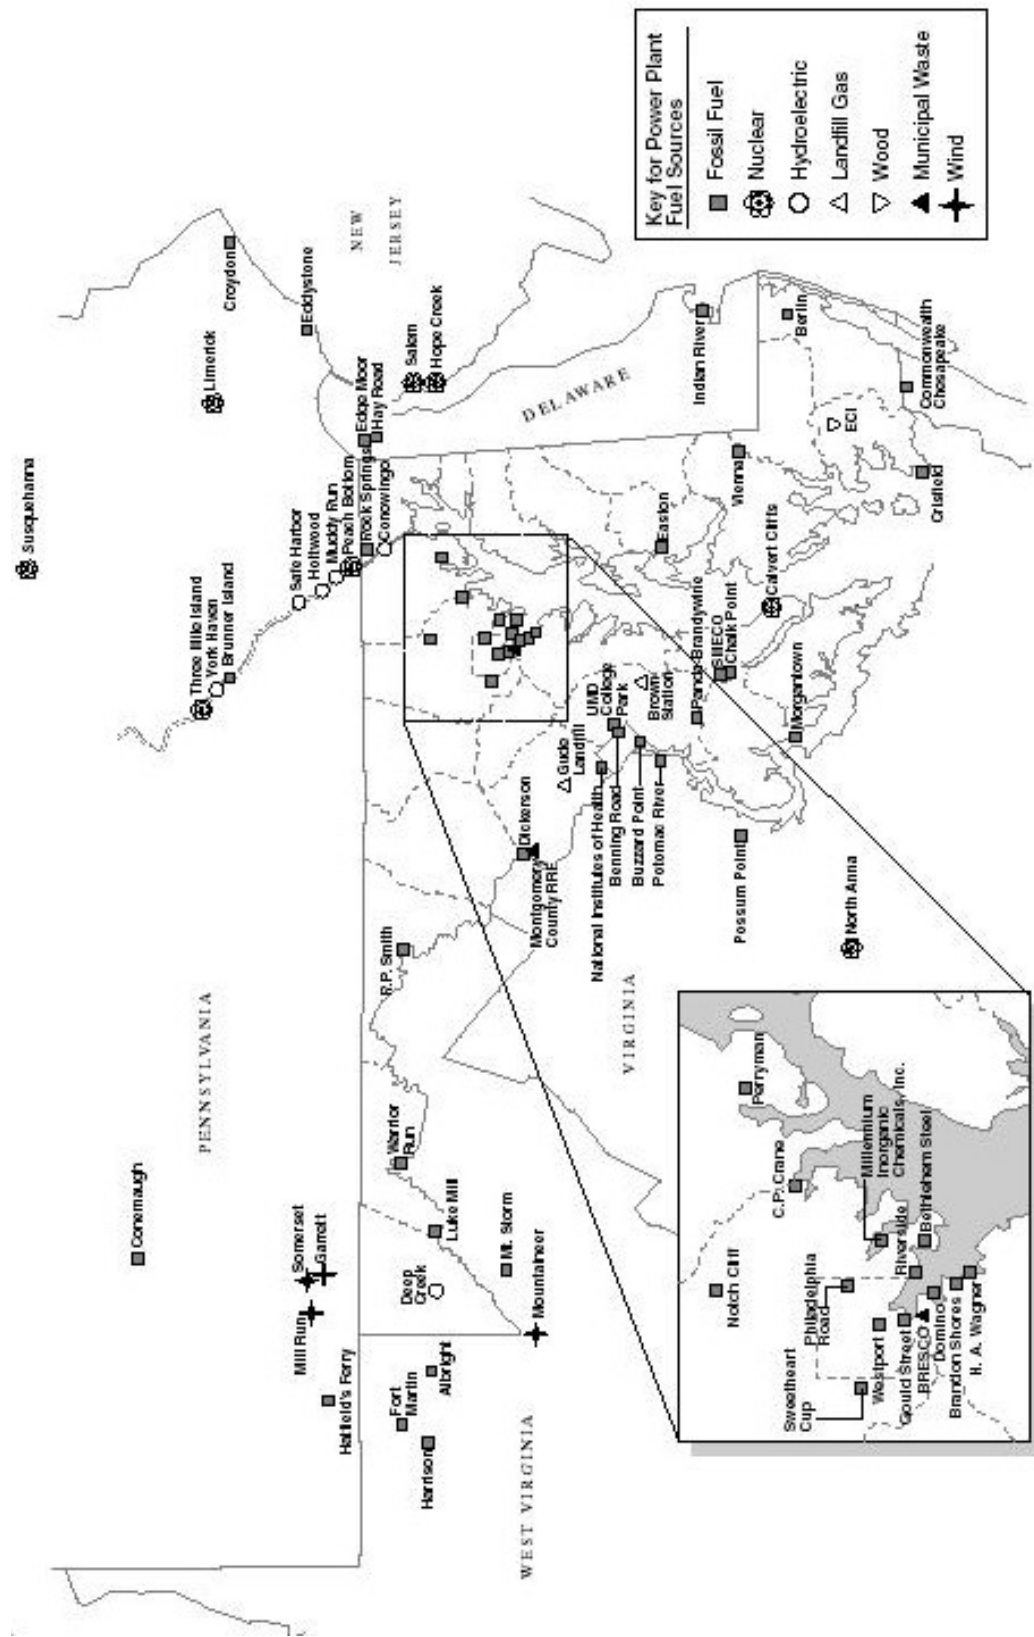 Key for Power Plant
Fuel Sources
Fossil Fuel
Nuclear
Hydroelectric
Landfill Gas
Wood
Municipal Waste
Wind
Susquehanna
Limerick
Croydon
Eddystone
NEW
JERSEY
Salem
Hope Creek
Edge Moor
Hay Road
DELAWARE
Indian River
Berlin
Commonwealth
Chesapeake
ECI
Crisfield
Vienna
Easton
Calvert Cliffs
Three Mile Island
York Haven
Brunner Island
Safe Harbor
Holtwood
Muddy Run
Peach Bottom
Rock Springs
Conowingo
PENNSYLVANIA
Conemaugh
Somerset
Garrett
Mill Run
Hatfield's Ferry
Fort
Martin
Albright
Harrison
WEST VIRGINIA
Deep
Creek
Luke Mill
Mt. Storm
Mountaineer
Warrior
Run
R.P. Smith
Dickerson
Montgomery
County RRF
Gude
Landfill
UMD
College
Park
Brown
Station
National Institutes of Health
Benning Road
Buzzard Point
Potomac River
Panda Brandywine
SMECO
Chalk Point
Morgantown
Possum Point
North Anna
VIRGINIA
Perryman
C.P. Crane
Millennium
Inorganic
Chemicals, Inc.
Notch Cliff
Philadelphia
Road
Riverside
Bethlehem Steel
Sweetheart
Cup
Westport
Gould Street
BRESCO
Domino
Brandon Shores
H. A. Wagner